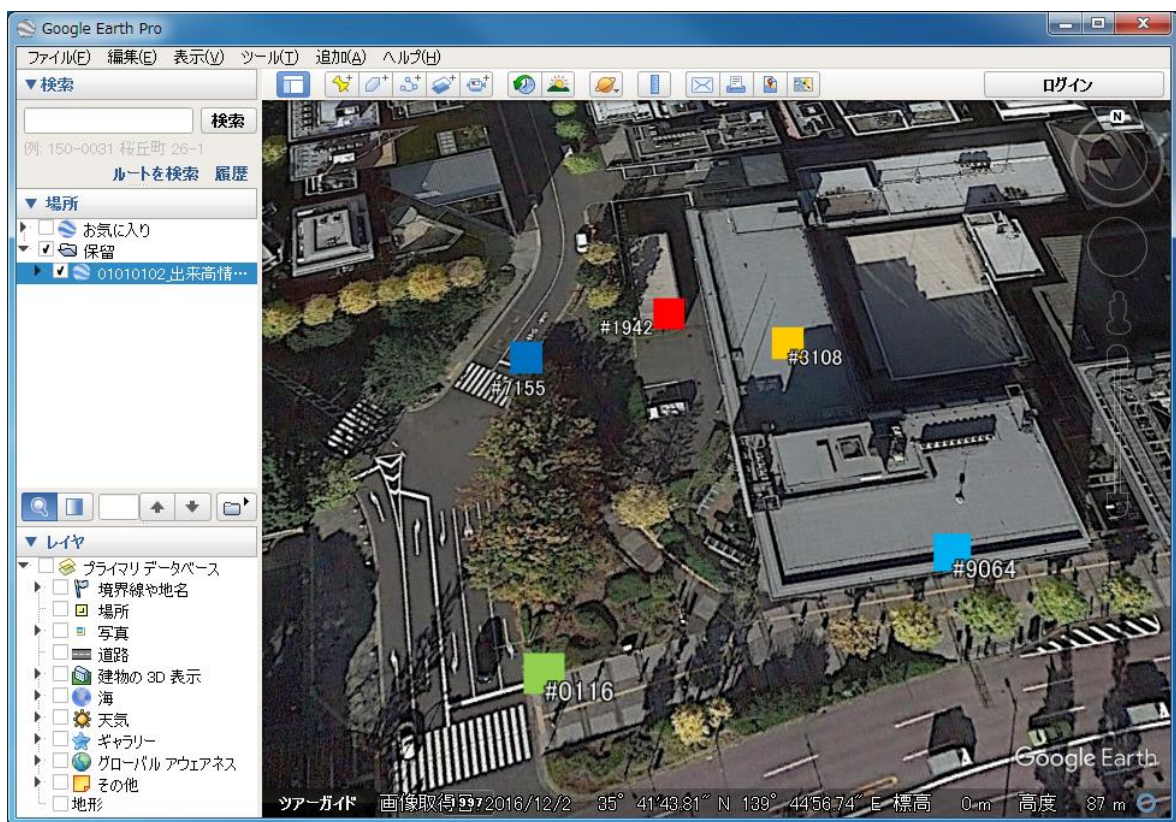 Google Earth Pro
ファイル(F) 編集(E) 表示(V) ツール(T) 追加(A) ヘルプ(H)
▼検索
ログイン
検索
例: 150-0031 桜丘町 26-1
ルートを検索 履歴
▼ 場所
お気に入り
保留
01010102_出来高情…
▼ レイヤ
プライマリ データベース
境界線や地名
場所
写真
道路
建物の 3D 表示
海
天気
ギャラリー
グローバル アウェアネス
その他
地形
N
#1942
#3108
#7155
#9064
#0116
Google Earth
ツアーガイド 1997 2016/12/2 35° 41'43.81" N 139° 44'56.74" E 標高 0 m 高度 87 m